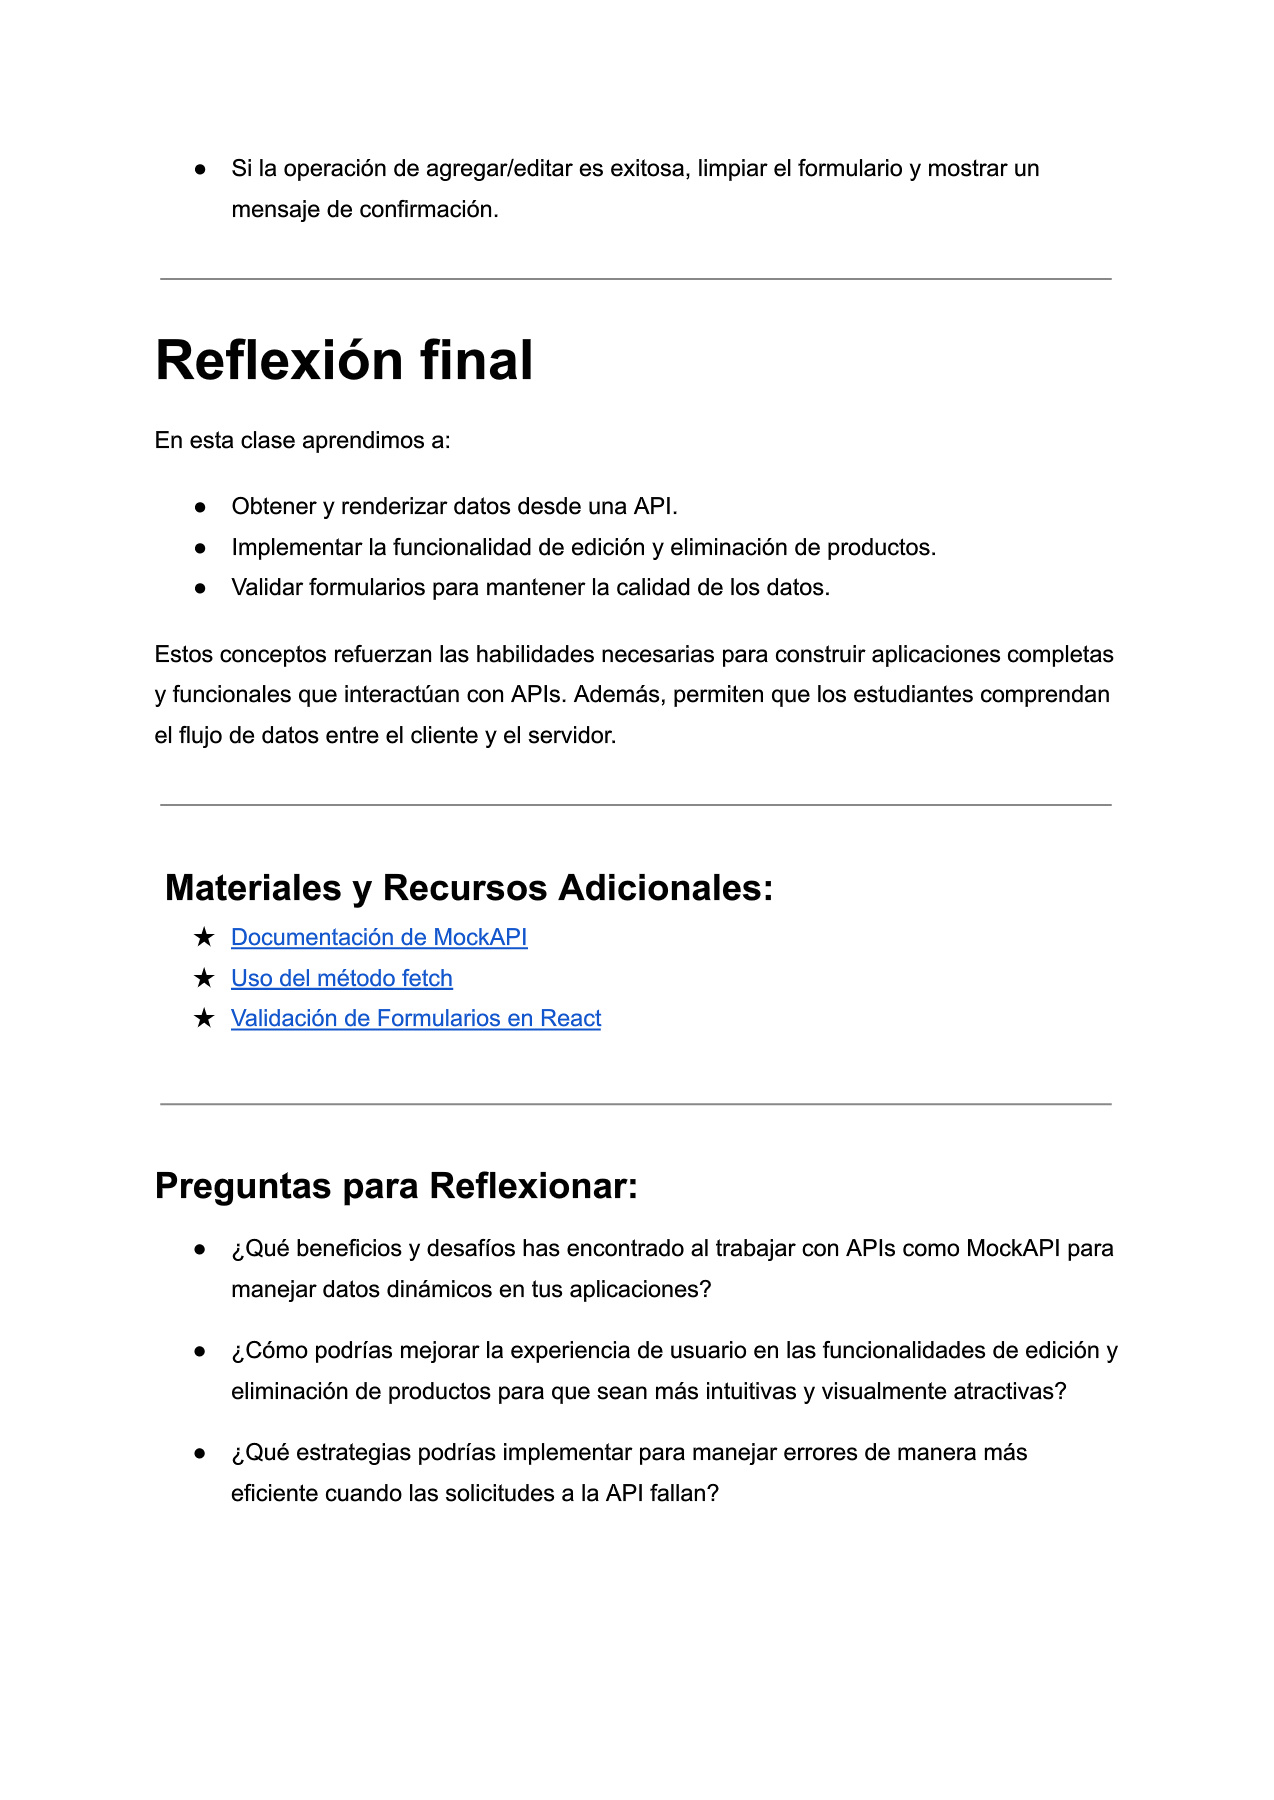 ● Si la operación de agregar/editar es exitosa, limpiar el formulario y mostrar un
mensaje de confirmación.
Reflexión final
En esta clase aprendimos a:
● Obtener y renderizar datos desde una API.
● Implementar la funcionalidad de edición y eliminación de productos.
● Validar formularios para mantener la calidad de los datos.
Estos conceptos refuerzan las habilidades necesarias para construir aplicaciones completas
y funcionales que interactúan con APIs. Además, permiten que los estudiantes comprendan
el flujo de datos entre el cliente y el servidor.
Materiales y Recursos Adicionales:
★ Documentación de MockAPI
★ Uso del método fetch
★ Validación de Formularios en React
Preguntas para Reflexionar:
● ¿Qué beneficios y desafíos has encontrado al trabajar con APIs como MockAPI para
manejar datos dinámicos en tus aplicaciones?
● ¿Cómo podrías mejorar la experiencia de usuario en las funcionalidades de edición y
eliminación de productos para que sean más intuitivas y visualmente atractivas?
● ¿Qué estrategias podrías implementar para manejar errores de manera más
eficiente cuando las solicitudes a la API fallan?